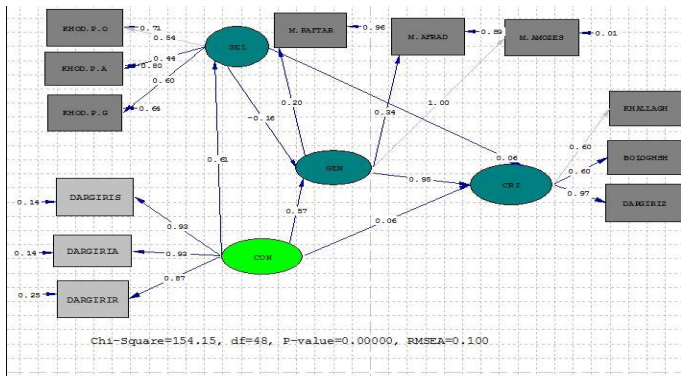 KHOD.P.O
0.71
0.54
SEL
M.RAFTAR
0.96
M.AFRAD
0.89
M.AMOZES
0.01
KHOD.P.A
0.80
0.44
KHOD.P.G
0.64
0.60
-0.16
0.20
0.34
1.00
KHALLAGH
0.60
0.61
GEN
0.95
0.06
CRI
0.60
0.97
DARGIRIZ
0.14
DARGIRIS
0.93
0.57
0.06
0.14
DARGIRIA
0.93
CON
0.25
DARGIRIR
0.87
Chi-Square=154.15, df=48, P-value=0.00000, RMSEA=0.100